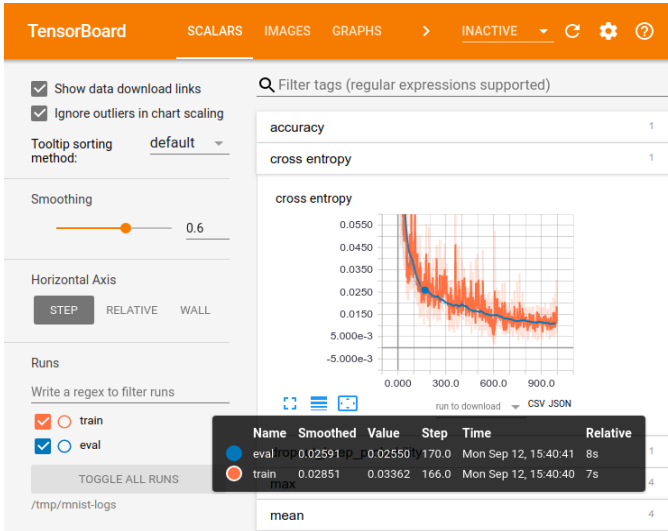 TensorBoard SCALARS IMAGES GRAPHS INACTIVE
Show data download links
Ignore outliers in chart scaling
Tooltip sorting
method: default
Smoothing
0.6
Horizontal Axis
STEP RELATIVE WALL
Runs
Write a regex to filter runs
train
eval
TOGGLE ALL RUNS
/tmp/mnist-logs
Filter tags (regular expressions supported)
accuracy 1
cross entropy 1
cross entropy
0.0550
0.0450
0.0350
0.0250
0.0150
5.000e-3
-5.000e-3
0.000 300.0 600.0 900.0
run to download CSV JSON
Name Smoothed Value Step Time Relative
eval 0.02591 0.02550 170.0 Mon Sep 12, 15:40:41 8s
train 0.02851 0.03362 166.0 Mon Sep 12, 15:40:40 7s
1
max 4
mean 4